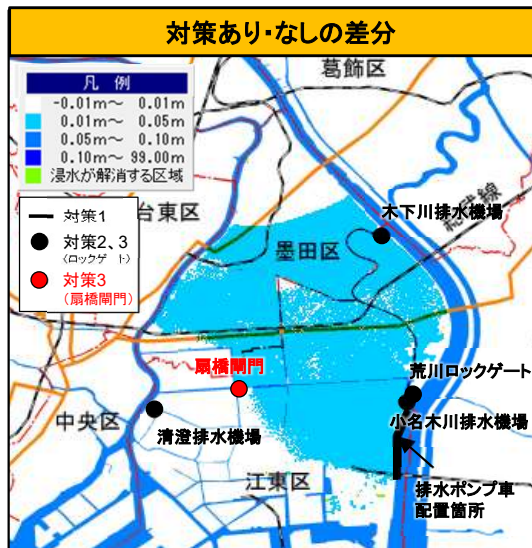 対策あり・なしの差分
葛飾区
凡 例
-0.01m～ 0.01m
0.01m～ 0.05m
0.05m～ 0.10m
0.10m～ 99.00m
浸水が解消する区域
対策1
対策2、3
（ロックゲート）
対策3
（扇橋閘門）
台東区
総武線
木下川排水機場
墨田区
扇橋閘門
荒川ロックゲート
中央区
清澄排水機場
小名木川排水機場
江東区
排水ポンプ車
配置箇所